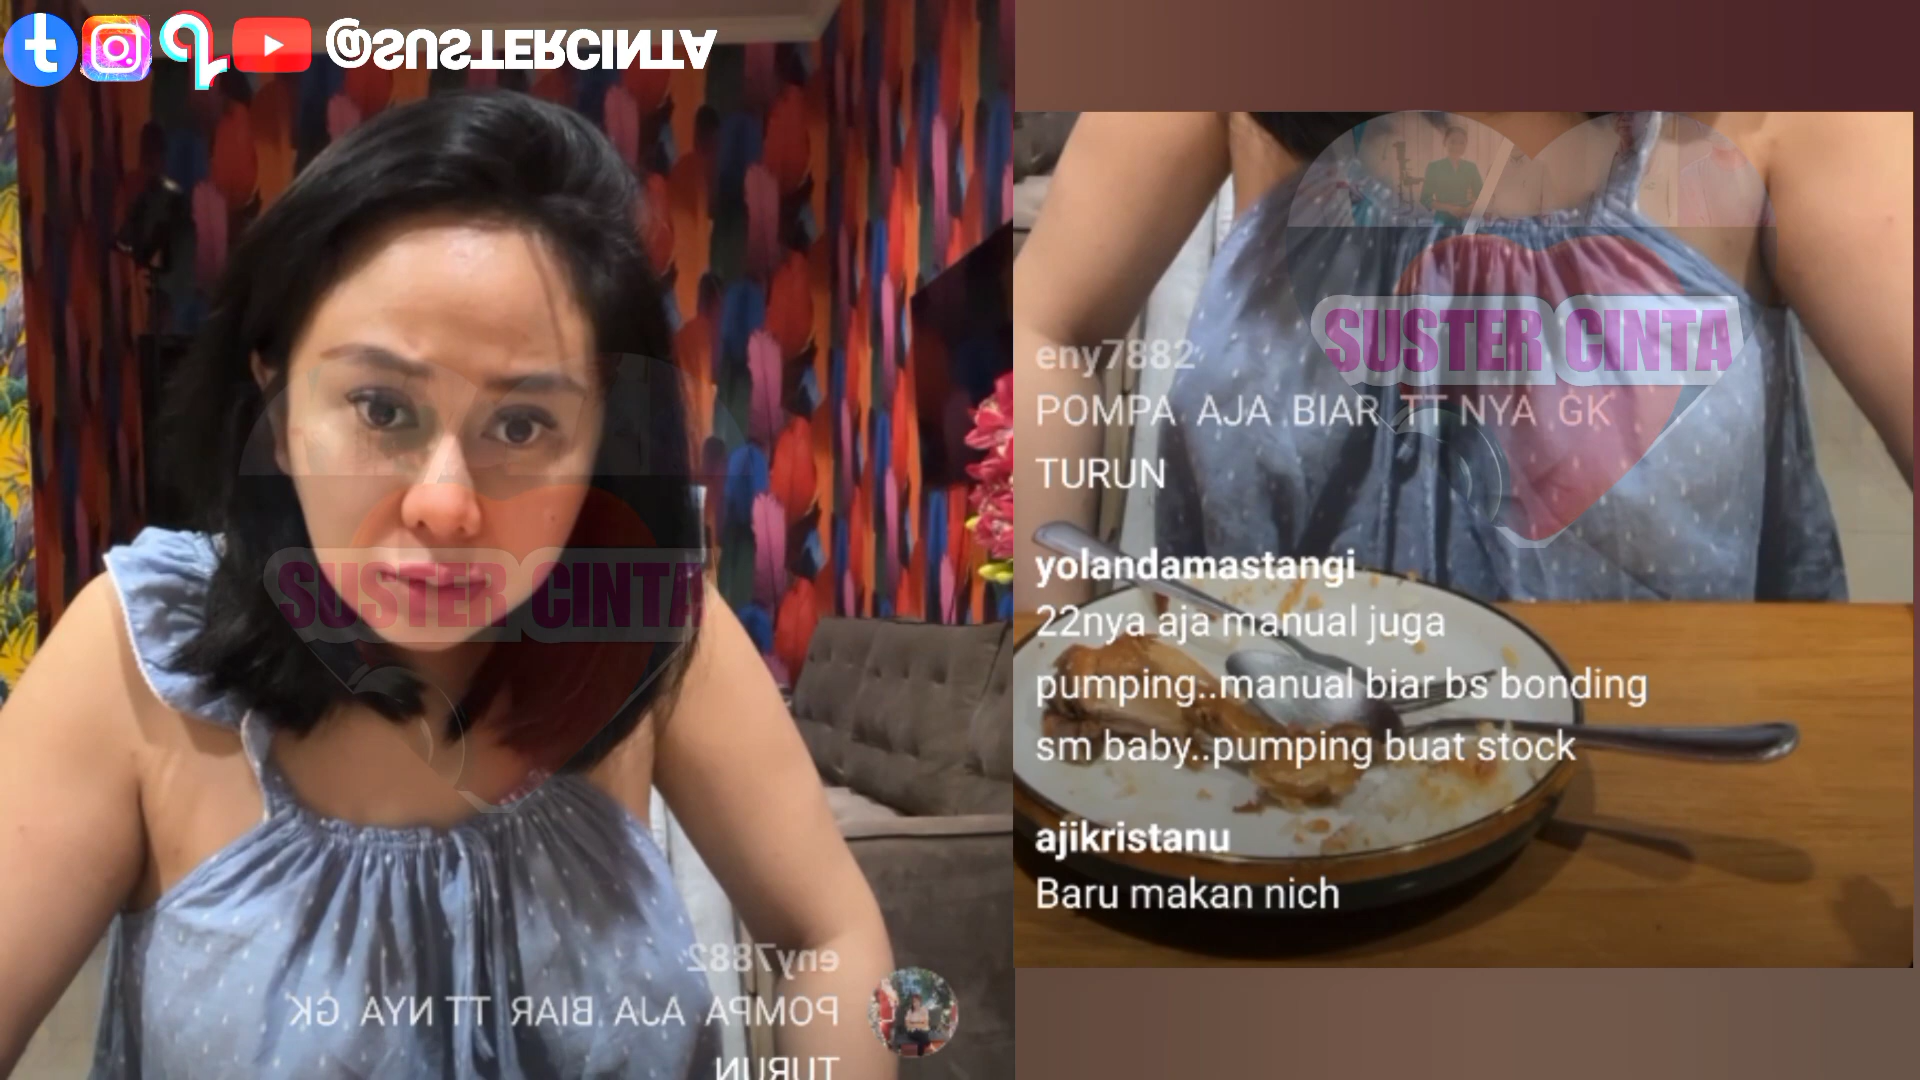 @SUSTERCINTA
SUSTER CINTA
eny7882
POMPA AJA BIAR TT NYA GK
TURUN
SUSTER CINTA
eny7882
POMPA AJA BIAR TT NYA GK
TURUN
yolandamastangi
22nya aja manual juga
pumping..manual biar bs bonding
sm baby..pumping buat stock
ajikristanu
Baru makan nich